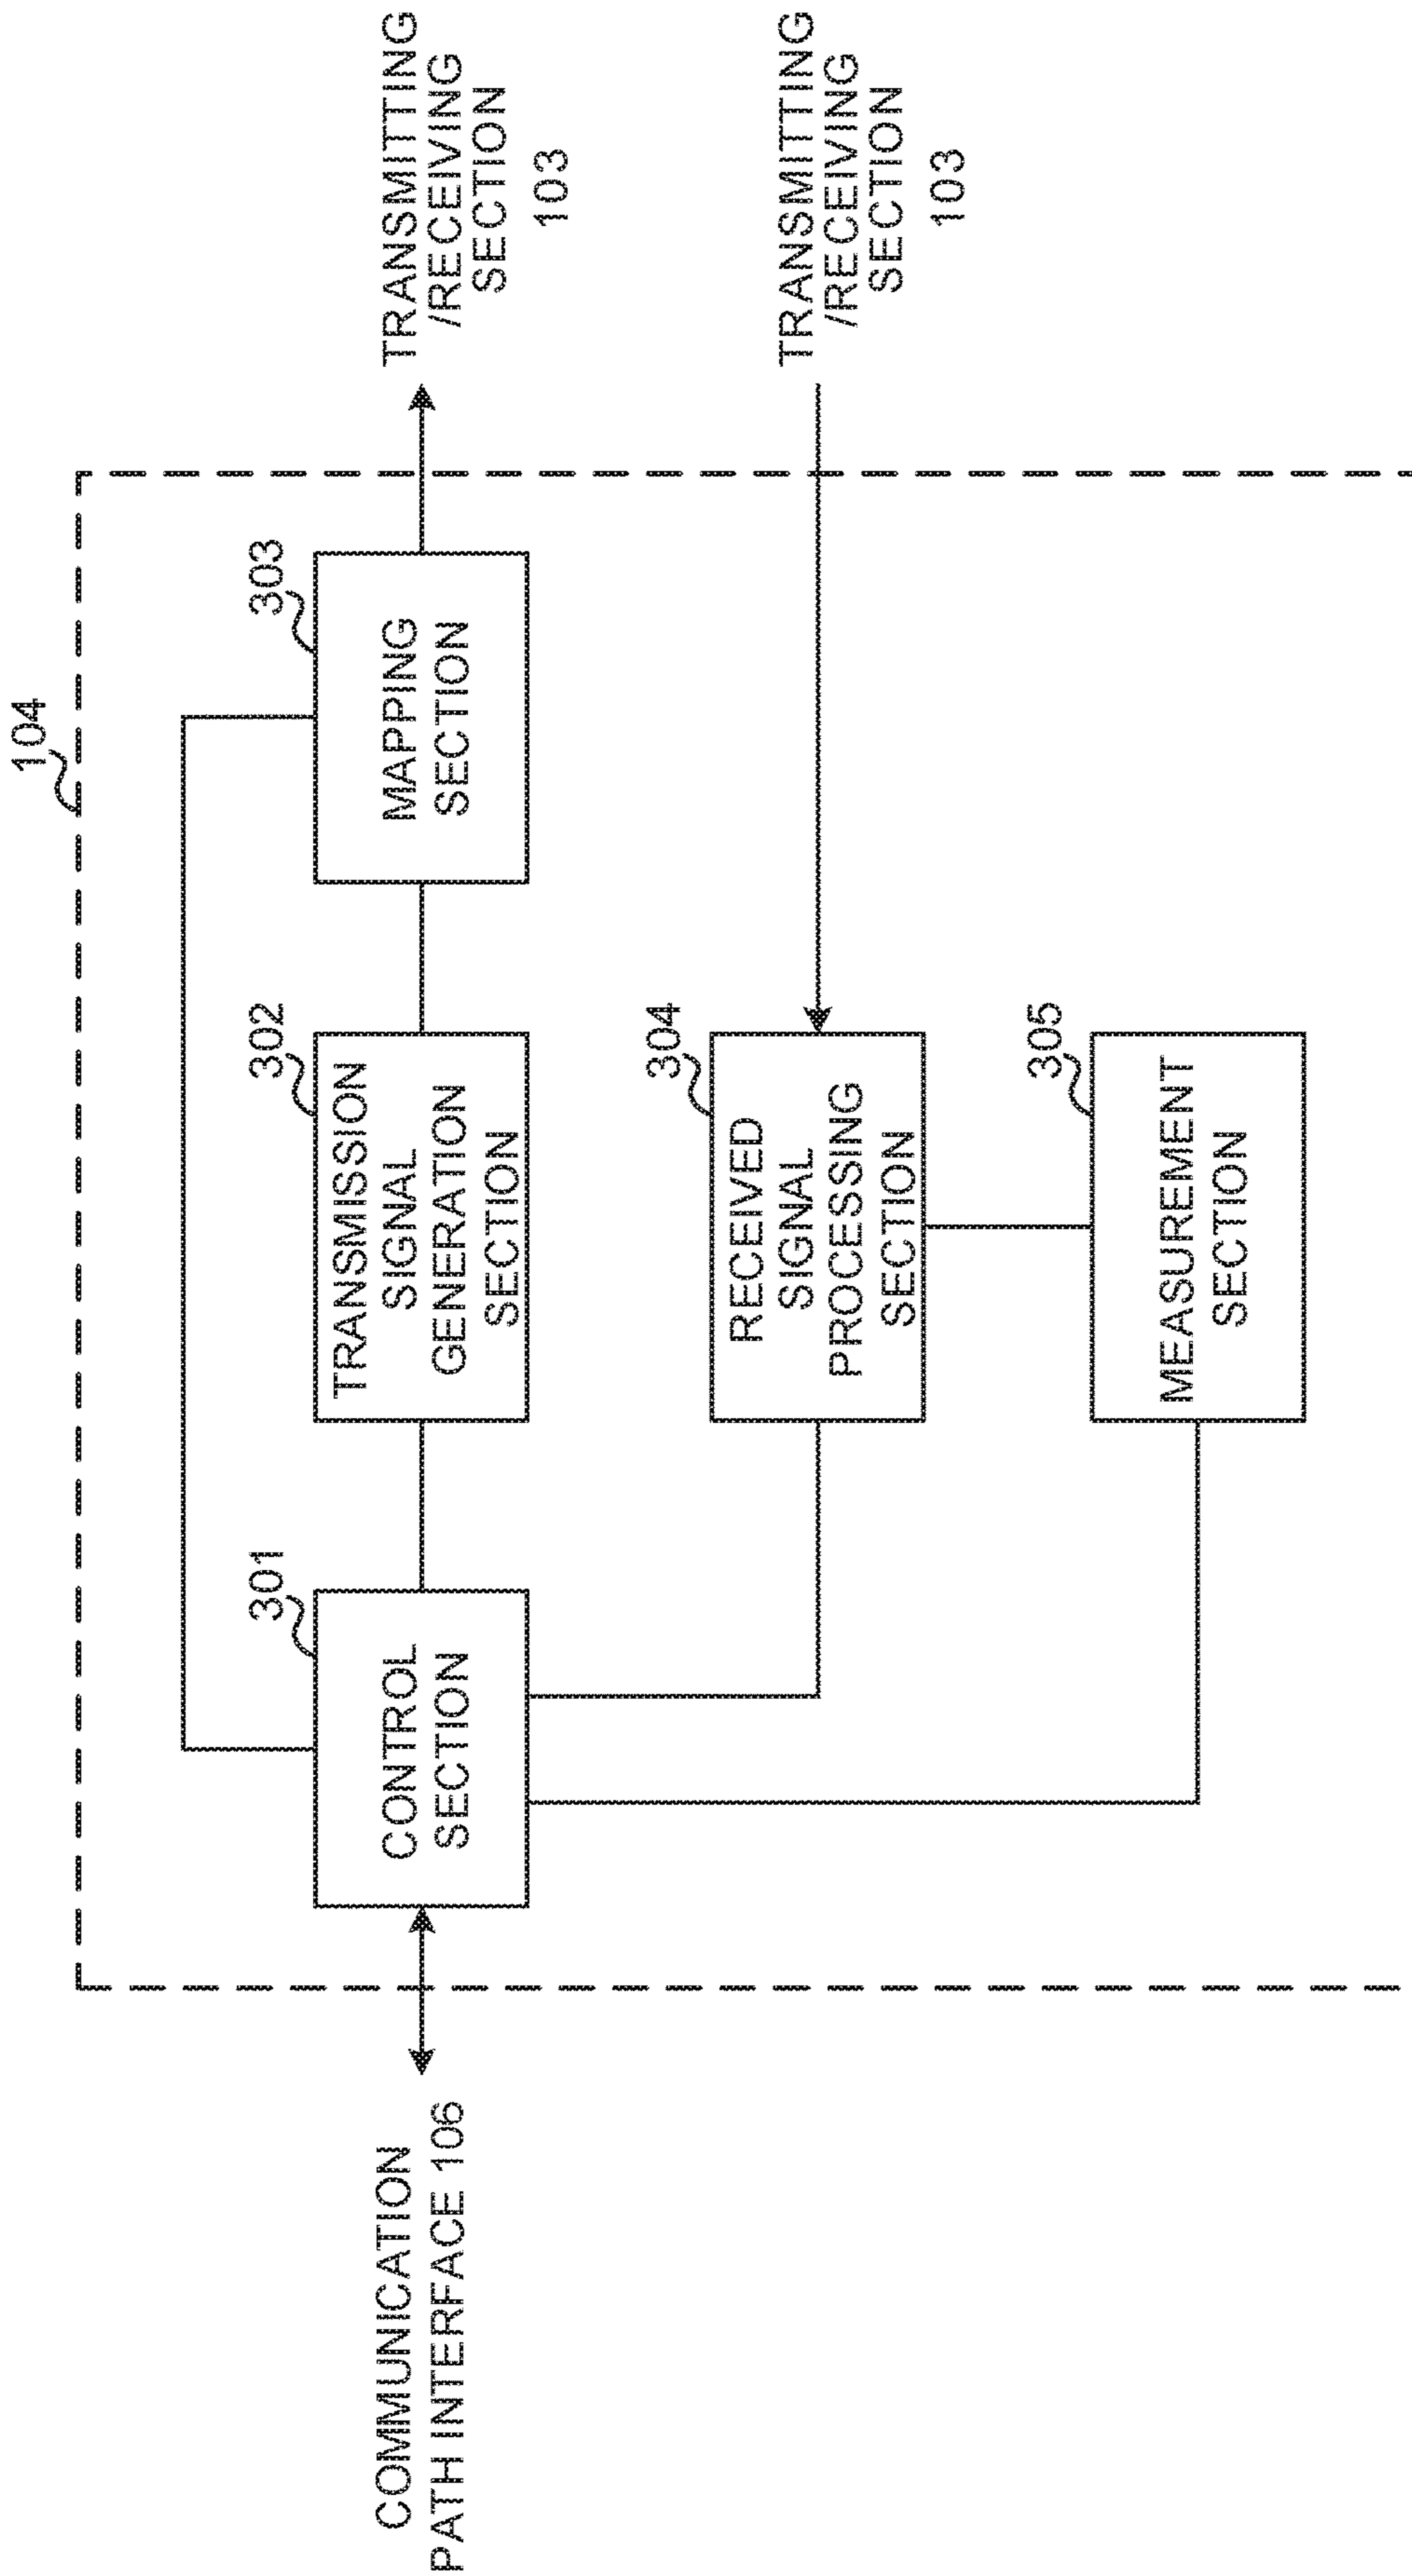 104
303
MAPPING
SECTION
TRANSMITTING
/RECEIVING
SECTION
103
302
TRANSMISSION
SIGNAL
GENERATION
SECTION
301
CONTROL
SECTION
COMMUNICATION
PATH INTERFACE 106
304
RECEIVED
SIGNAL
PROCESSING
SECTION
TRANSMITTING
/RECEIVING
SECTION
103
305
MEASUREMENT
SECTION